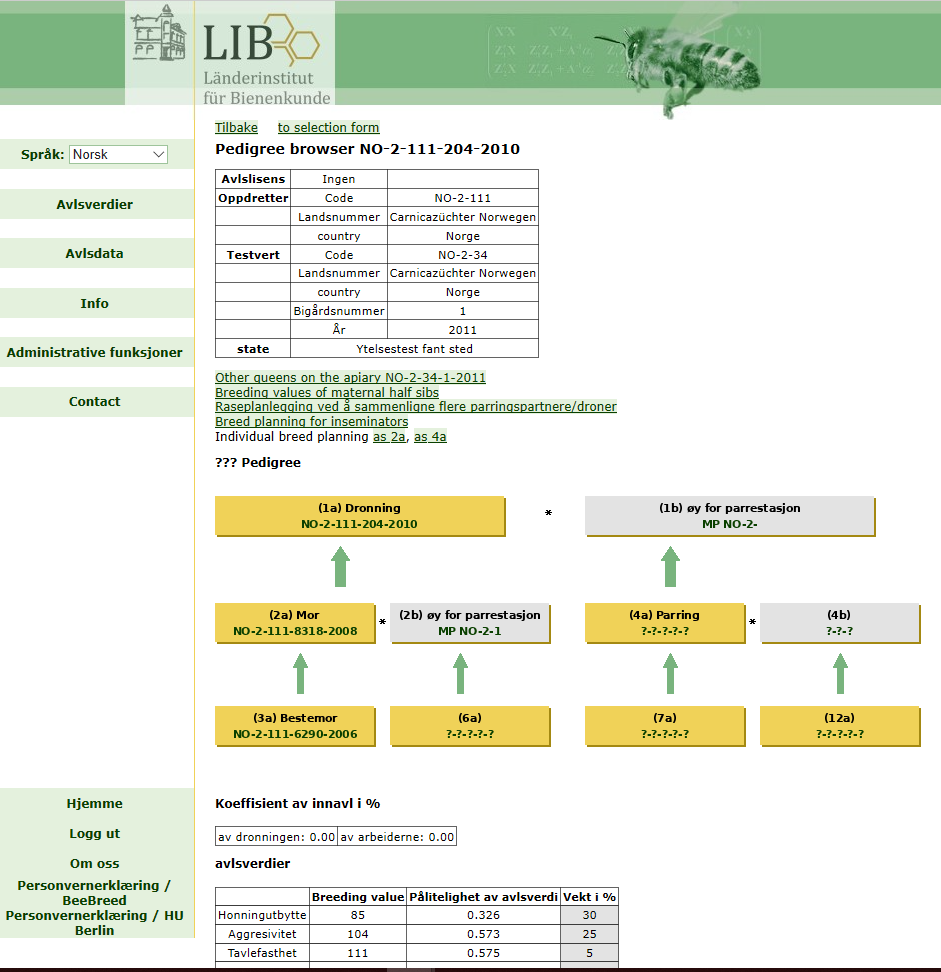 LIB
Länderinstitut
für Bienenkunde
Språk: Norsk
Avlsverdier
Avlsdata
Info
Administrative funksjoner
Contact
Hjemme
Logg ut
Om oss
Personvernerklæring /
BeeBreed
Personvernerklæring / HU
Berlin
Tilbake to selection form
Pedigree browser NO-2-111-204-2010
Avlslisens Ingen
Oppdretter Code NO-2-111
Landsnummer Carnicazüchter Norwegen
country Norge
Testvert Code NO-2-34
Landsnummer Carnicazüchter Norwegen
country Norge
Bigårdsnummer 1
År 2011
state Ytelsestest fant sted
Other queens on the apiary NO-2-34-1-2011
Breeding values of maternal half sibs
Raseplanlegging ved å sammenligne flere parringspartnere/droner
Breed planning for inseminators
Individual breed planning as 2a, as 4a
??? Pedigree
(1a) Dronning * (1b) øy for parrestasjon
NO-2-111-204-2010 MP NO-2-
(2a) Mor * (2b) øy for parrestasjon (4a) Parring * (4b)
NO-2-111-8318-2008 MP NO-2-1 ?-?-?-?-? ?-?-?
(3a) Bestemor (6a) (7a) (12a)
NO-2-111-6290-2006 ?-?-?-?-? ?-?-?-?-? ?-?-?-?-?
Koeffisient av innavl i %
av dronningen: 0.00 av arbeiderne: 0.00
avlsverdier
Breeding value Pålitelighet av avlsverdi Vekt i %
Honningutbytte 85 0.326 30
Aggresivitet 104 0.573 25
Tavlefasthet 111 0.575 5